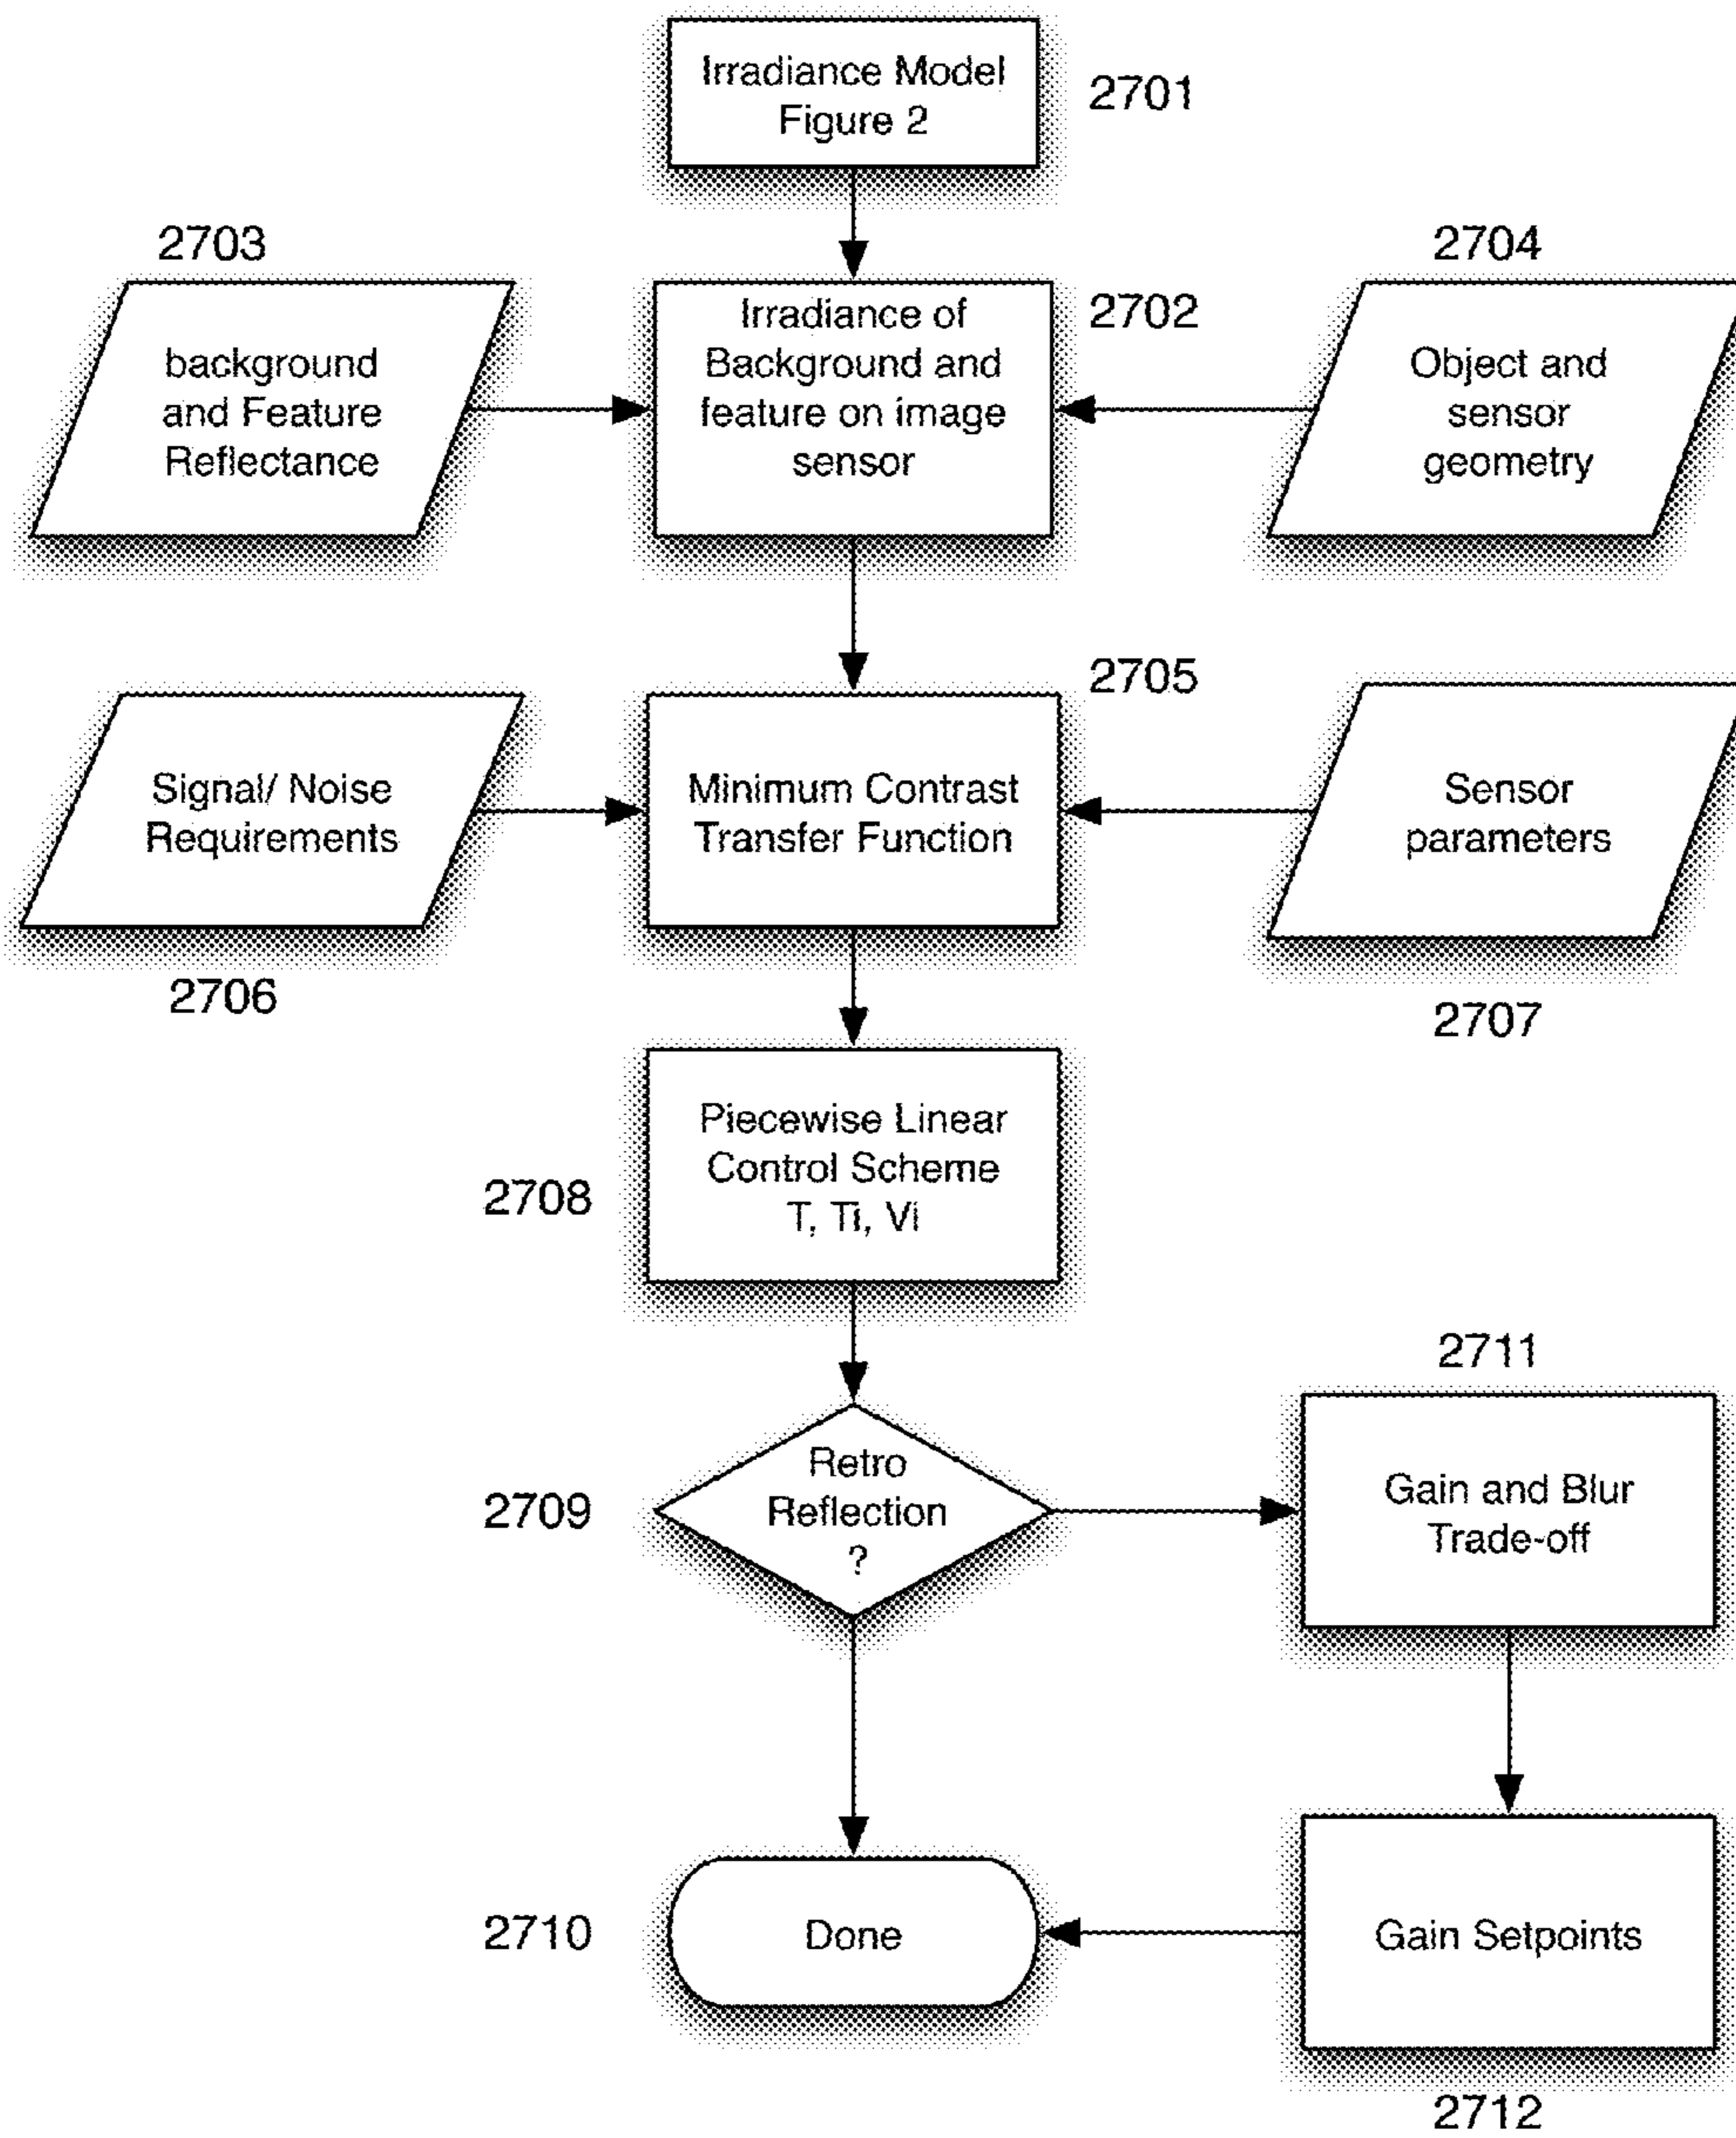 Irradiance Model
Figure 2
2701
2703
2704
background
and Feature
Reflectance
Irradiance of
Background and
feature on image
sensor
2702
Object and
sensor
geometry
2705
Signal/ Noise
Requirements
Minimum Contrast
Transfer Function
Sensor
parameters
2706
2707
Piecewise Linear
Control Scheme
T, Ti, Vi
2708
2711
Retro
Reflection
?
2709
Gain and Blur
Trade-off
2710
Done
Gain Setpoints
2712